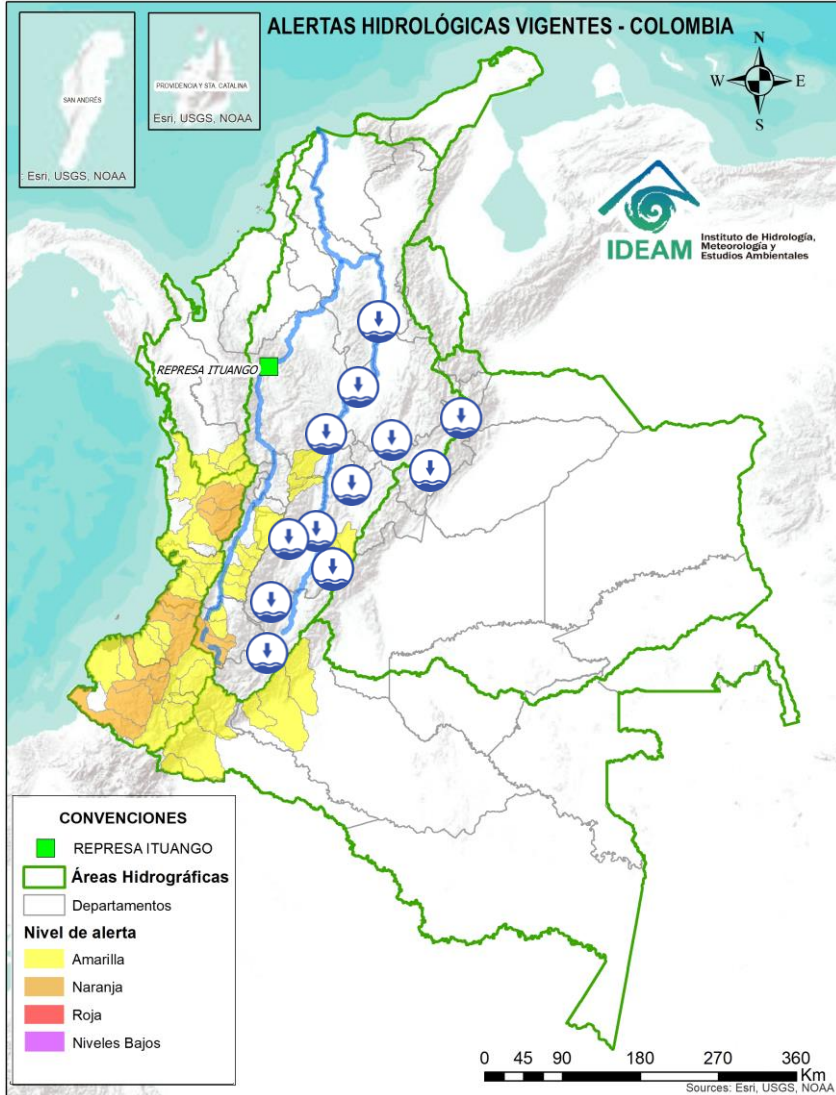 ALERTAS HIDROLÓGICAS VIGENTES - COLOMBIA
SAN ANDRÉS
Esri, USGS, NOAA
PROVIDENCIA Y STA. CATALINA
Esri, USGS, NOAA
N
W
E
S
IDEAM
Instituto de Hidrología,
Meteorología y
Estudios Ambientales
REPRESA ITUANGO
CONVENCIONES
REPRESA ITUANGO
Áreas Hidrográficas
Departamentos
Nivel de alerta
Amarilla
Naranja
Roja
Niveles Bajos
0 45 90 180 270 360
Km
Sources: Esri, USGS, NOAA